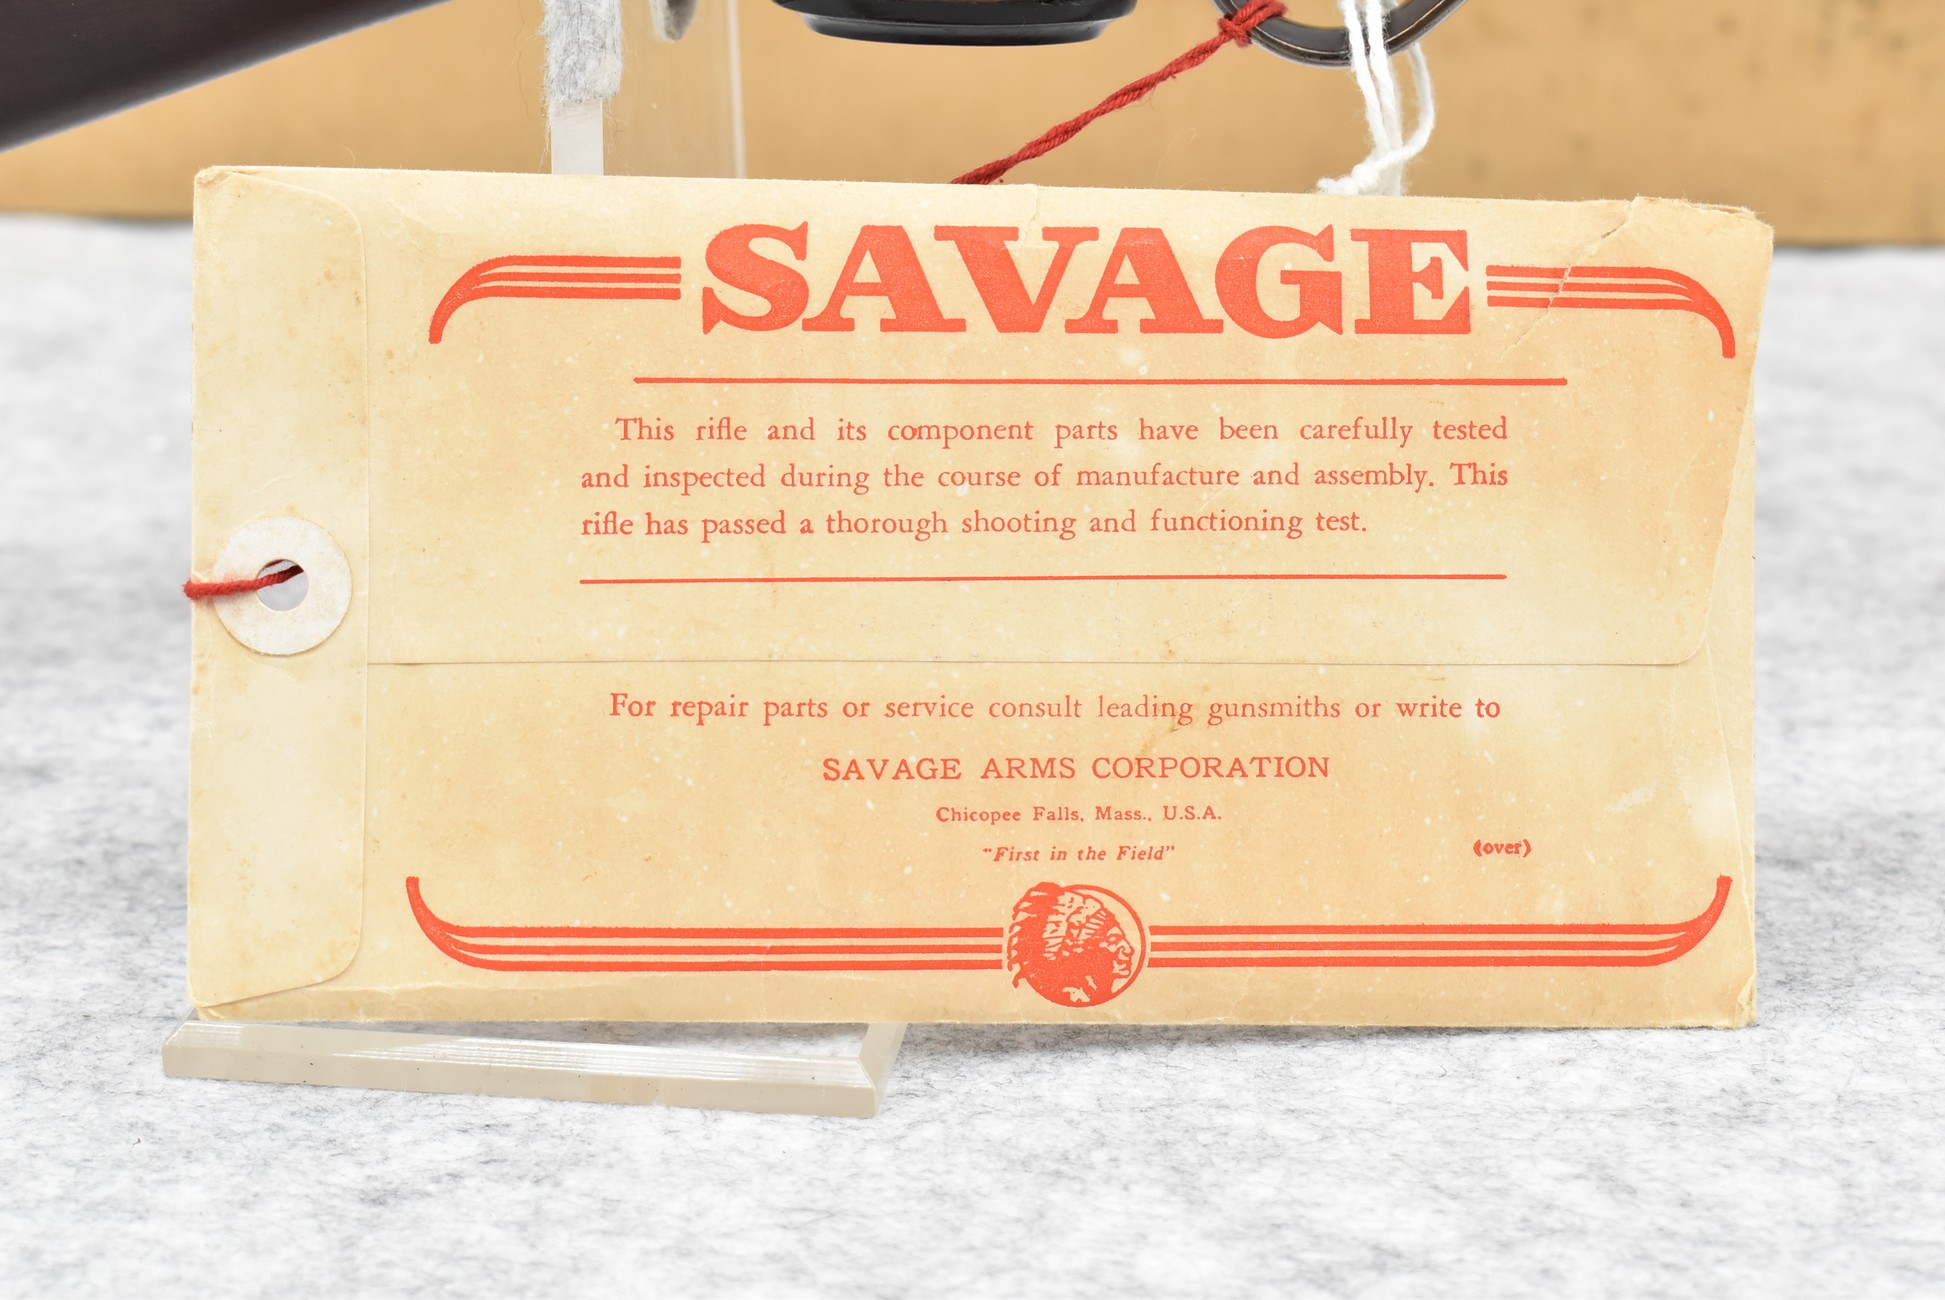 SAVAGE
This rifle and its component parts have been carefully tested
and inspected during the course of manufacture and assembly. This
rifle has passed a thorough shooting and functioning test.
For repair parts or service consult leading gunsmiths or write to
SAVAGE ARMS CORPORATION
Chicopee Falls, Mass., U.S.A.
"First in the Field"
(over)